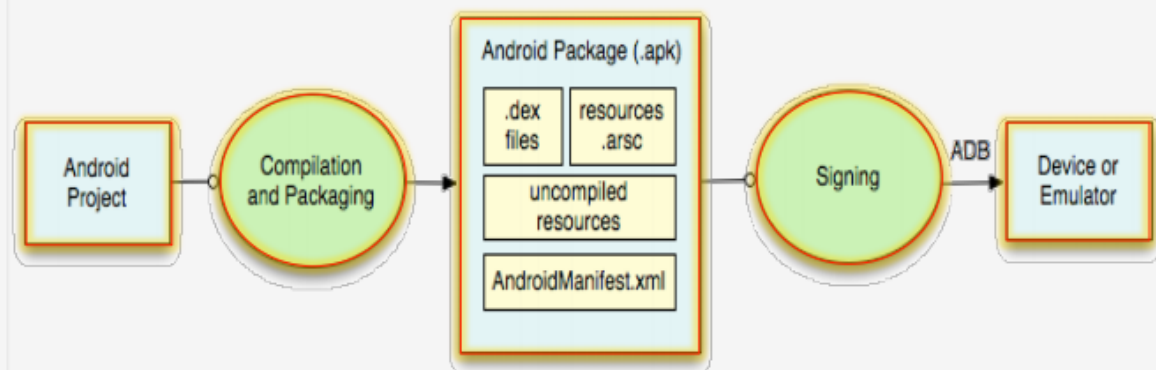 Android
Project
Compilation
and Packaging
Android Package (.apk)
.dex
files
resources
.arsc
uncompiled
resources
AndroidManifest.xml
Signing
ADB
Device or
Emulator